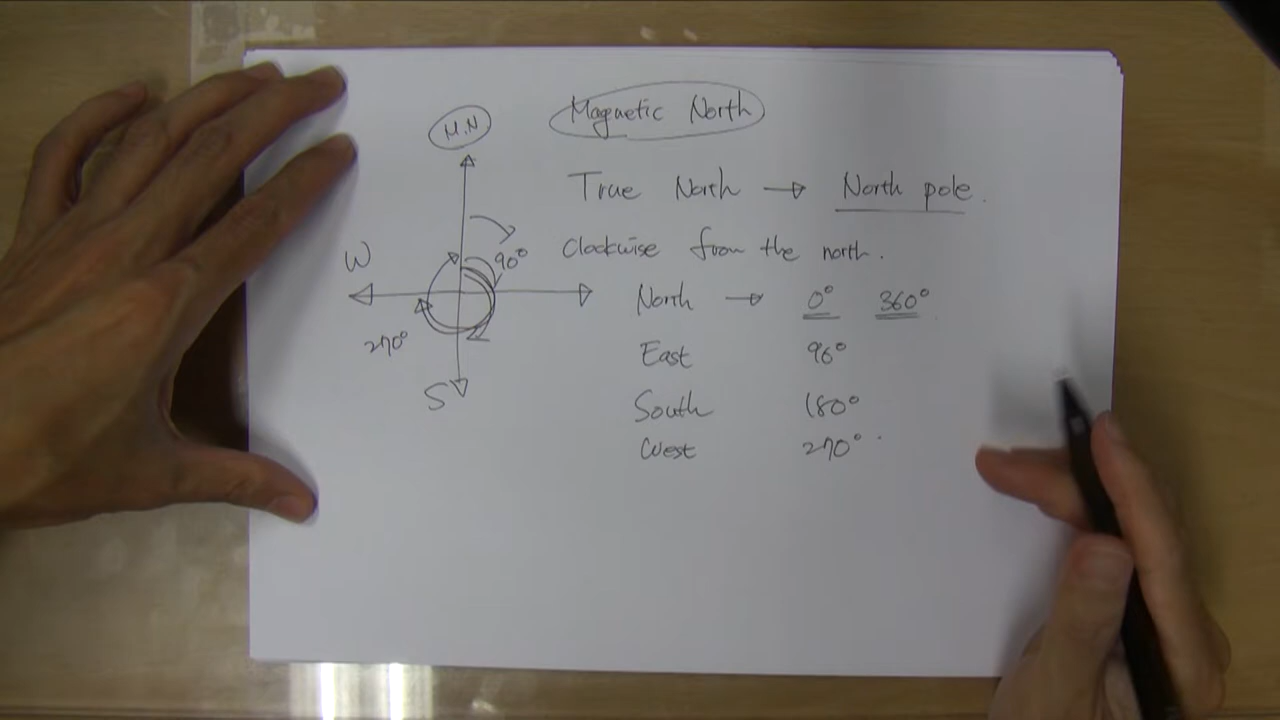 Magnetic North
M.N
True North → North pole.
Clockwise from the north.
W
90°
270°
S
North → 0° 360°
East 90°
South 180°
West 270°